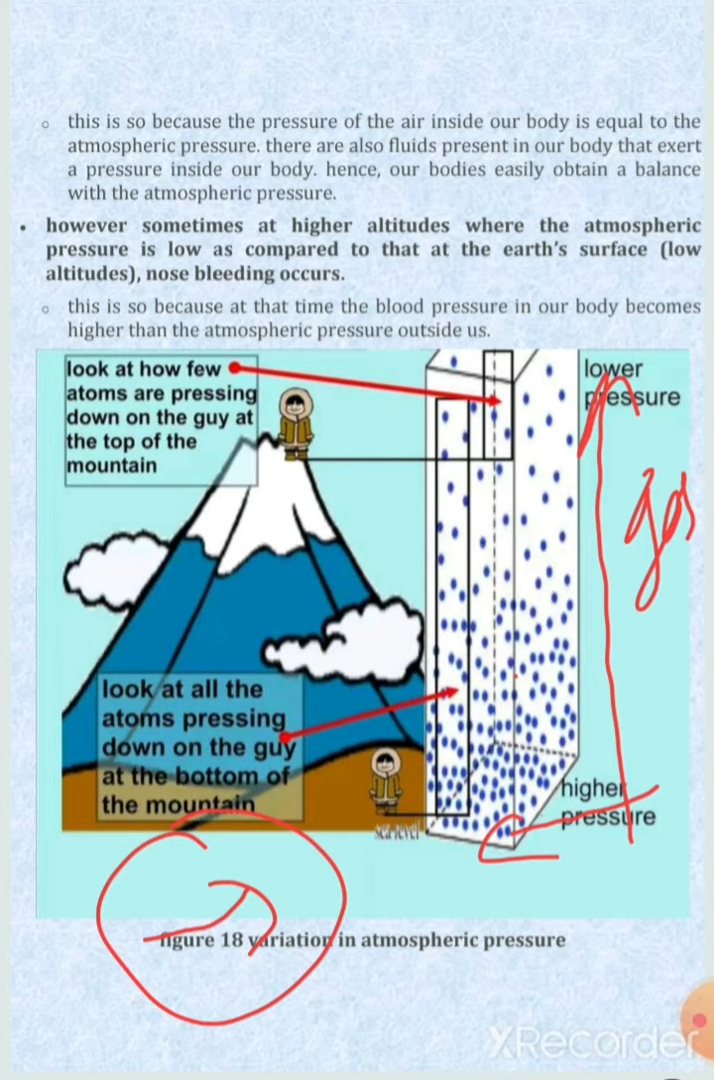 this is so because the pressure of the air inside our body is equal to the
atmospheric pressure. there are also fluids present in our body that exert
a pressure inside our body. hence, our bodies easily obtain a balance
with the atmospheric pressure.
however sometimes at higher altitudes where the atmospheric
pressure is low as compared to that at the earth's surface (low
altitudes), nose bleeding occurs.
this is so because at that time the blood pressure in our body becomes
higher than the atmospheric pressure outside us.
look at how few
atoms are pressing
down on the guy at
the top of the
mountain
lower
pressure
gas
look at all the
atoms pressing
down on the guy
at the bottom of
the mountain
higher
pressure
sea level
figure 18 variation in atmospheric pressure
XRecorder